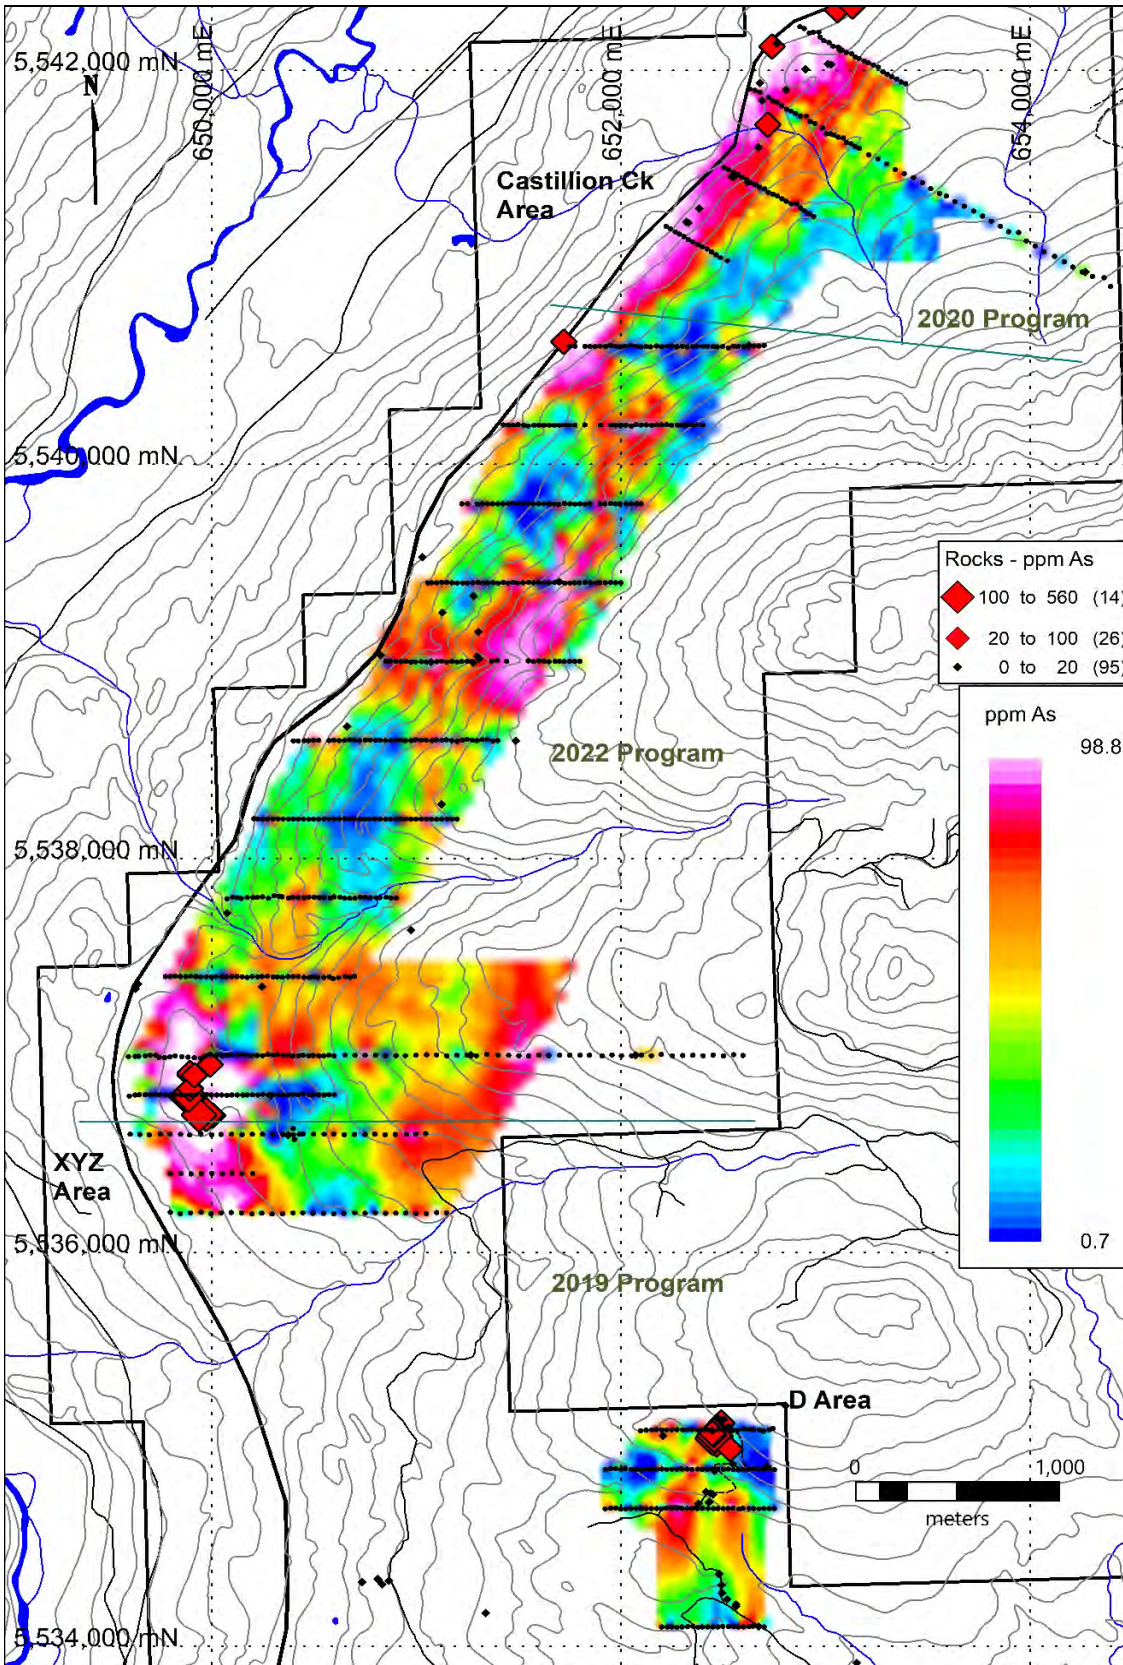 5,542,000 mN
N
650,000 mE
652,000 mE
654,000 mE
Castillion Ck
Area
2020 Program
5,540,000 mN
Rocks - ppm As
100 to 560 (14)
20 to 100 (26)
0 to 20 (95)
ppm As
98.8
0.7
2022 Program
5,538,000 mN
XYZ
Area
5,536,000 mN
2019 Program
D Area
0 1,000
meters
5,534,000 mN